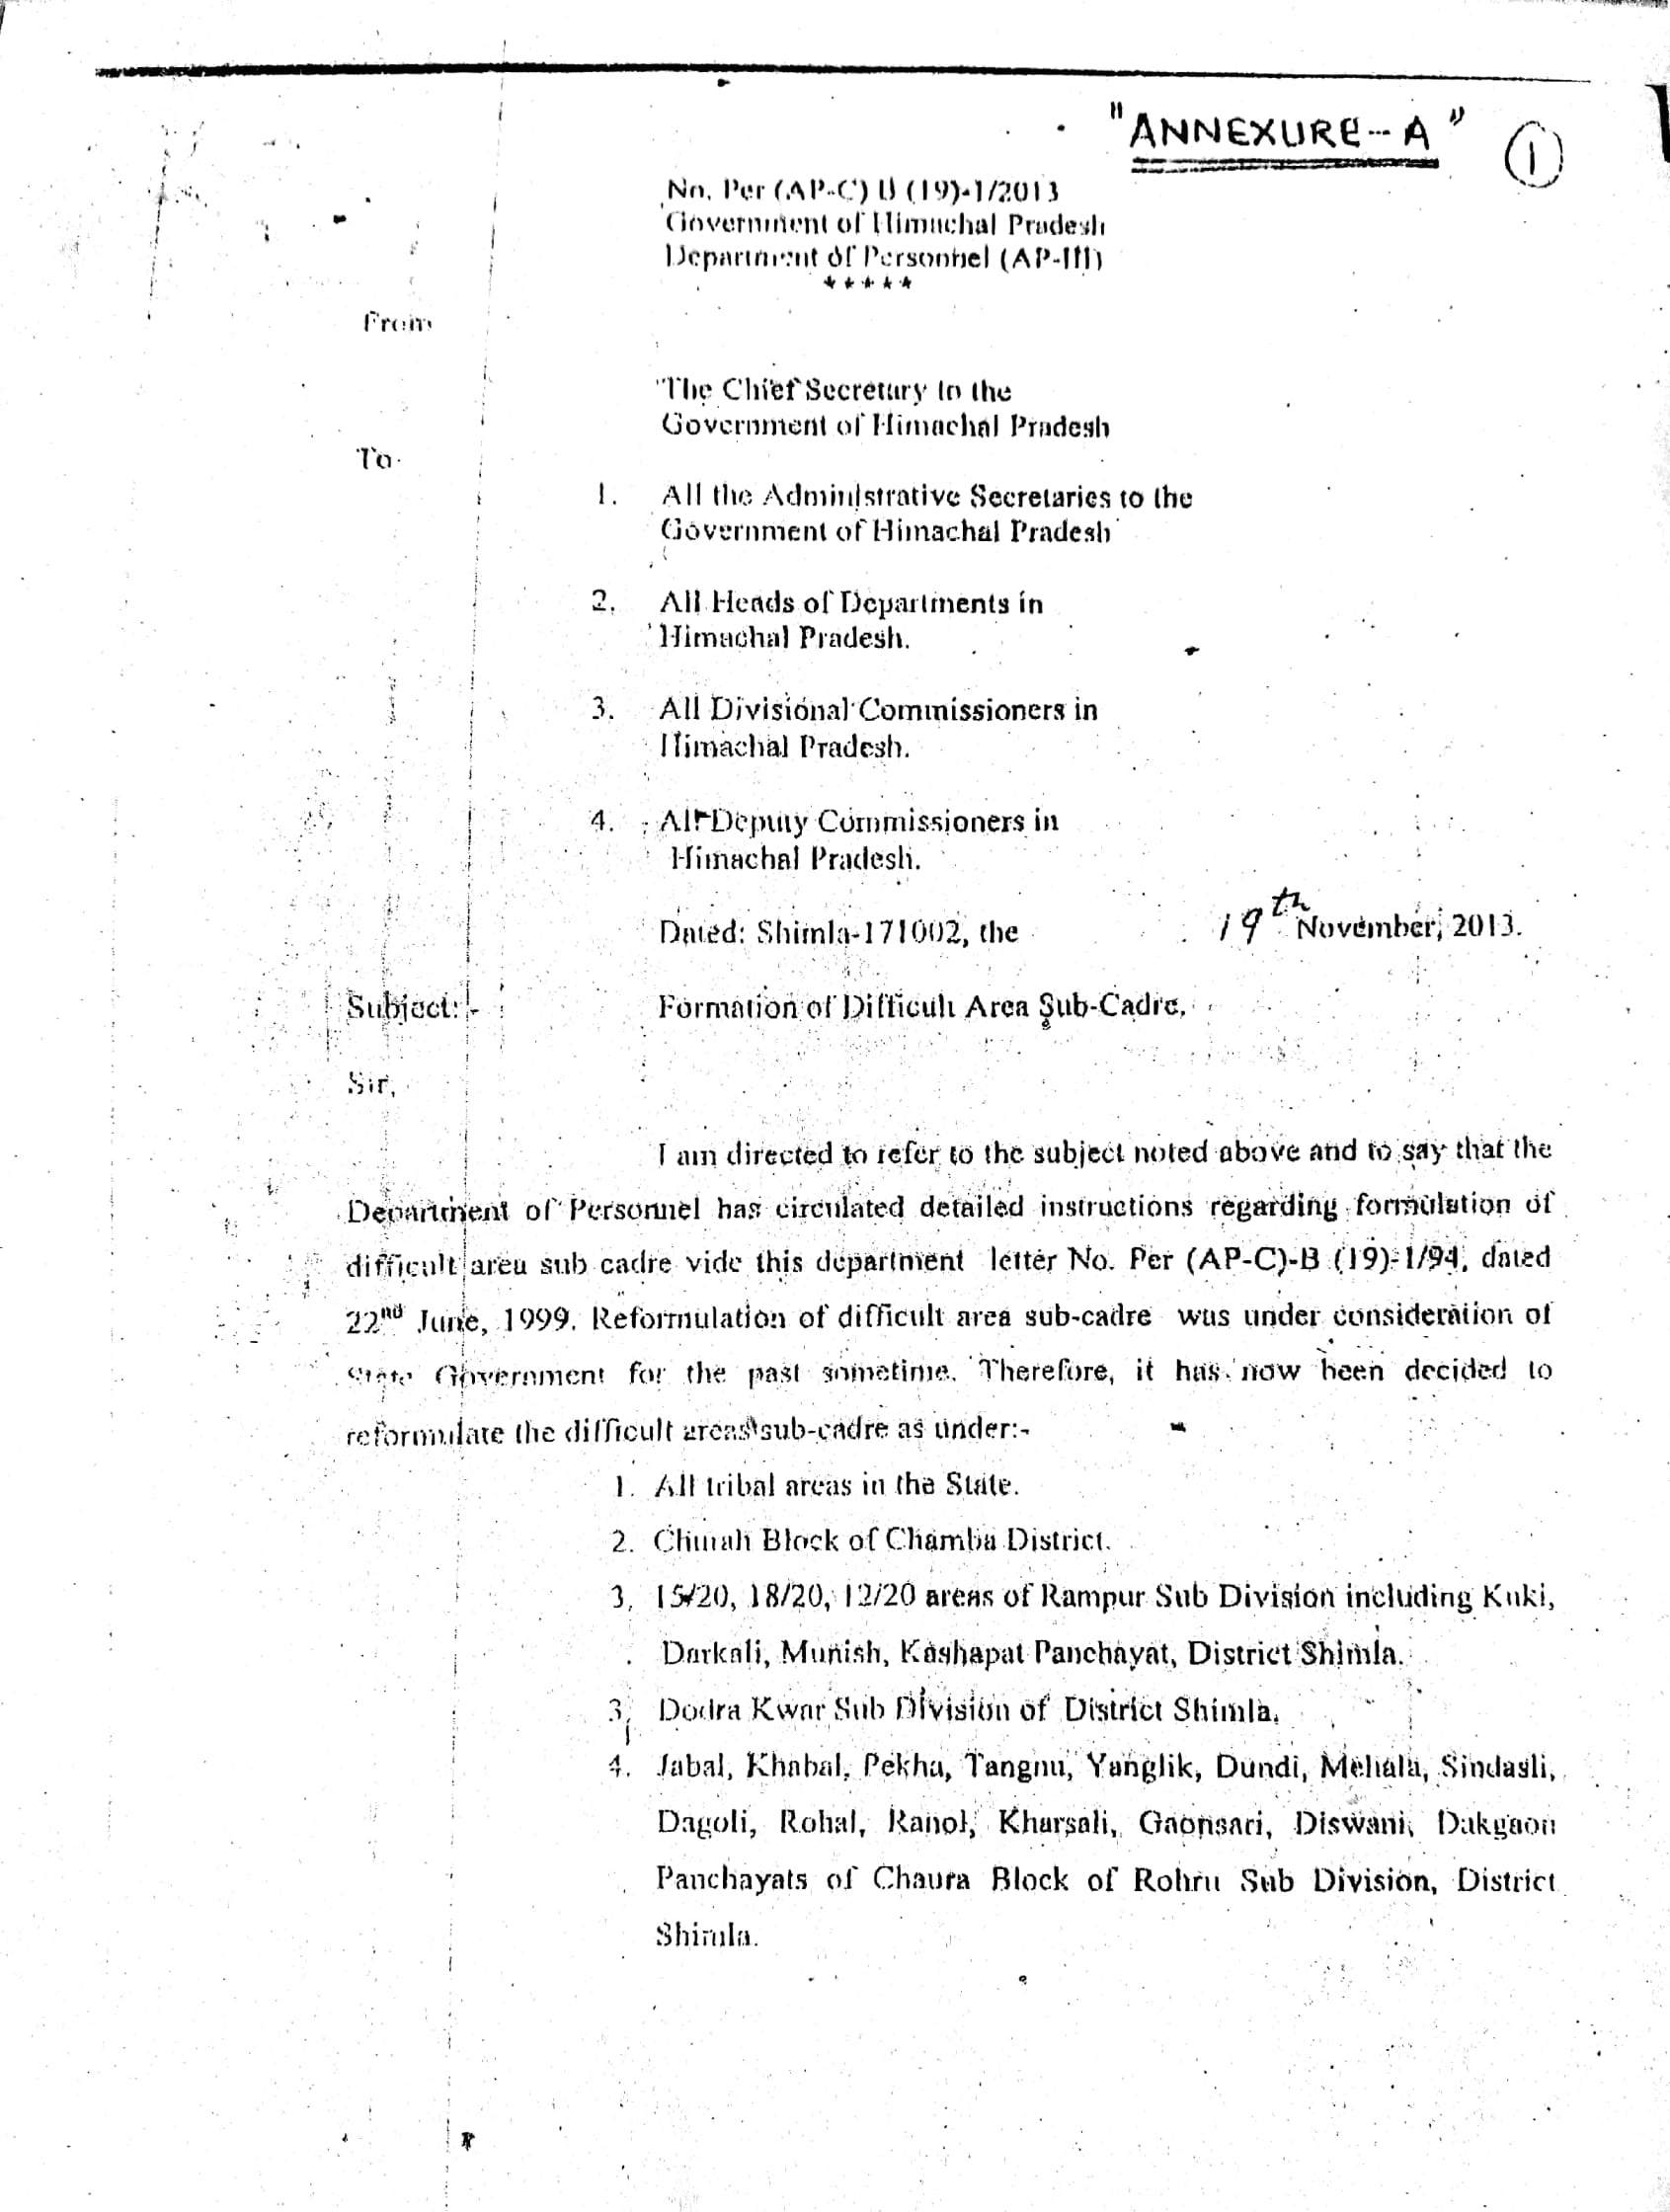 "ANNEXURE-A"
1
No. Per (AP-C) B (19)-1/2013
Government of Himachal Pradesh
Department of Personnel (AP-III)
*****
From
The Chief Secretary to the
Government of Himachal Pradesh
To
1. All the Administrative Secretaries to the
Government of Himachal Pradesh
2. All Heads of Departments in
Himachal Pradesh.
3. All Divisional Commissioners in
Himachal Pradesh.
4. All Deputy Commissioners in
Himachal Pradesh.
Dated: Shimla-171002, the 19th November, 2013.
Subject:- Formation of Difficult Area Sub-Cadre.
Sir,
I am directed to refer to the subject noted above and to say that the
Department of Personnel has circulated detailed instructions regarding formulation of
difficult area sub cadre vide this department letter No. Per (AP-C)-B (19)-1/94, dated
22nd June, 1999. Reformulation of difficult area sub-cadre was under consideration of
State Government for the past sometime. Therefore, it has now been decided to
reformulate the difficult areas sub-cadre as under:-
1. All tribal areas in the State.
2. Churah Block of Chamba District.
3. 15/20, 18/20, 12/20 areas of Rampur Sub Division including Kuki,
Darkali, Munish, Kashapat Panchayat, District Shimla.
3. Dodra Kwar Sub Division of District Shimla.
4. Jabal, Khabal, Pekha, Tangnu, Yanglik, Dundi, Mehala, Sindasli,
Dagoli, Rohal, Ranol, Kharsali, Gaonsari, Diswani, Dakgaon
Panchayats of Chaura Block of Rohru Sub Division, District
Shimla.